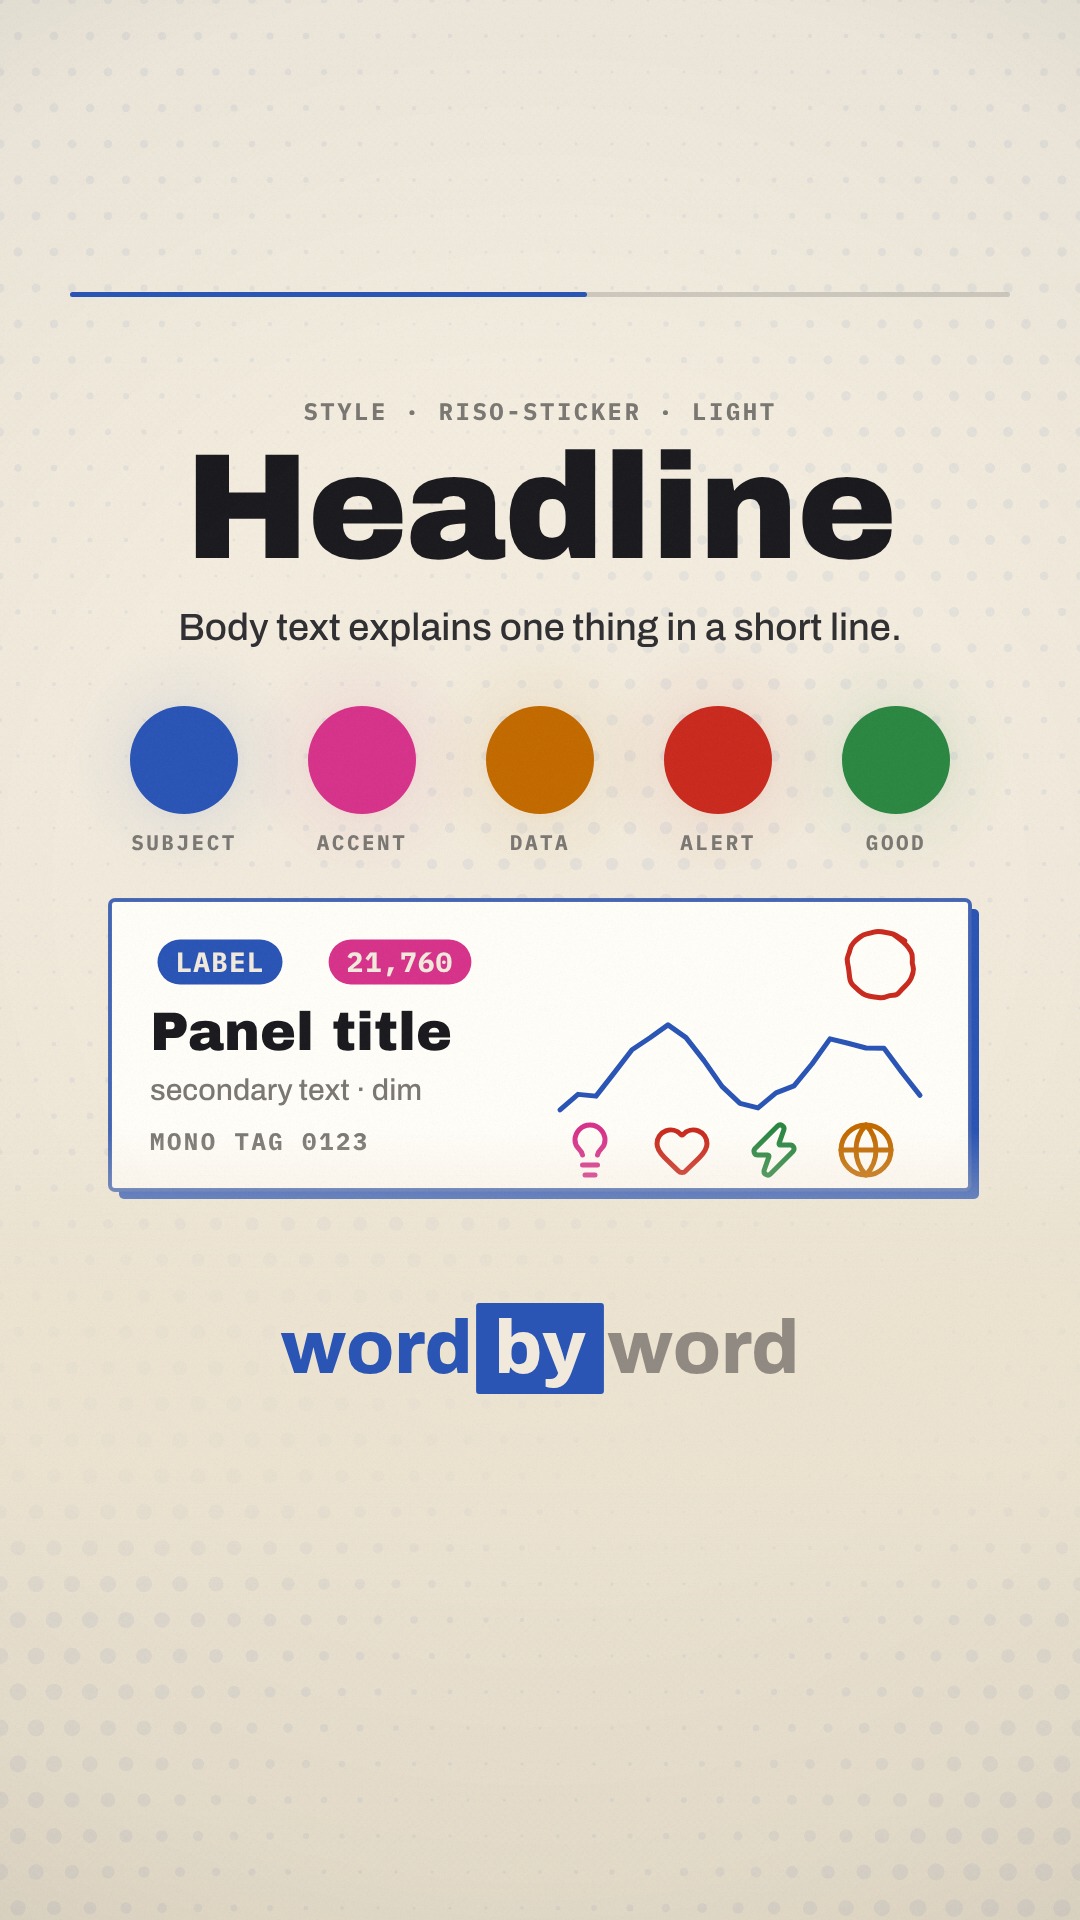 STYLE · RISO-STICKER · LIGHT
Headline
Body text explains one thing in a short line.
SUBJECT ACCENT DATA ALERT GOOD
LABEL 21,760
Panel title
secondary text · dim
MONO TAG 0123
word by word